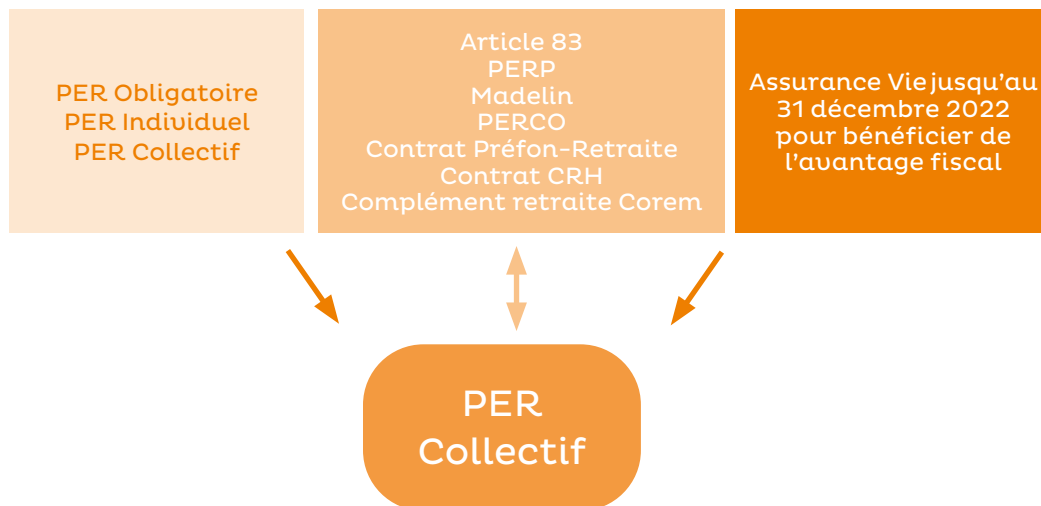 PER Obligatoire
PER Individuel
PER Collectif
Article 83
PERP
Madelin
PERCO
Contrat Préfon-Retraite
Contrat CRH
Complément retraite Corem
Assurance Vie jusqu'au
31 décembre 2022
pour bénéficier de
l'avantage fiscal
PER
Collectif